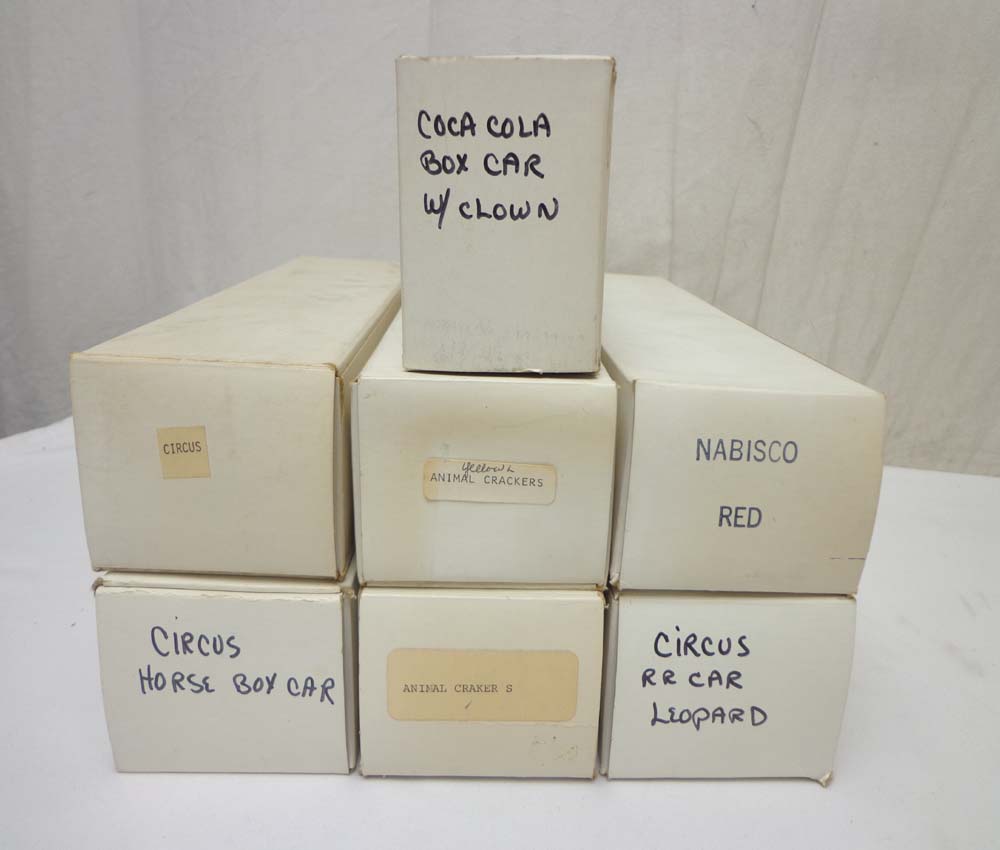 COCA COLA
BOX CAR
W/ CLOWN
CIRCUS
Yellow
ANIMAL CRACKERS
NABISCO
RED
CIRCUS
HORSE BOX CAR
ANIMAL CRAKER S
CIRCUS
RR CAR
LEOPARD